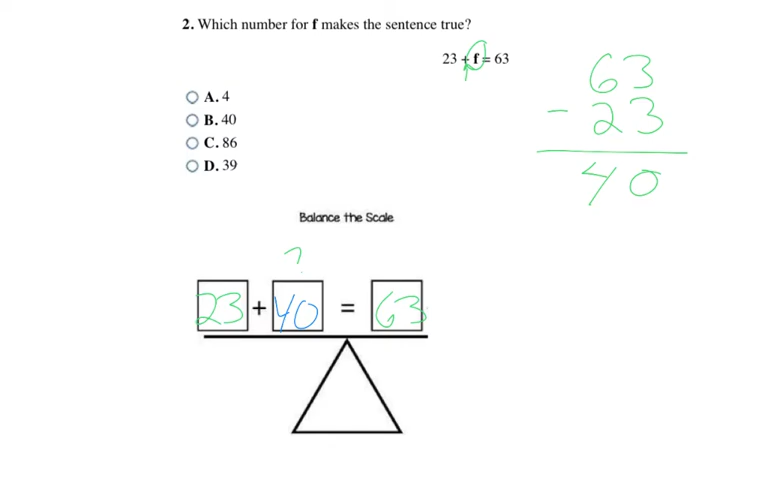 2. Which number for f makes the sentence true?
23 + f = 63
63
- 23
40
A. 4
B. 40
C. 86
D. 39
Balance the Scale
?
23 + 40 = 63